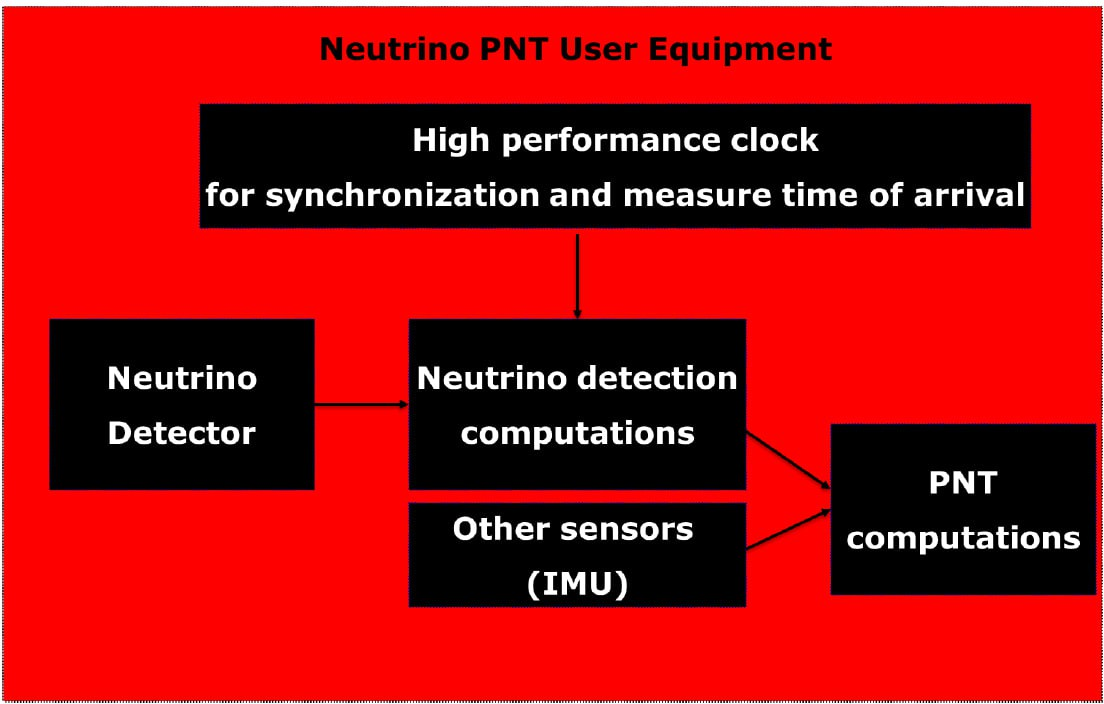 Neutrino PNT User Equipment
High performance clock
for synchronization and measure time of arrival
Neutrino
Detector
Neutrino detection
computations
Other sensors
(IMU)
PNT
computations